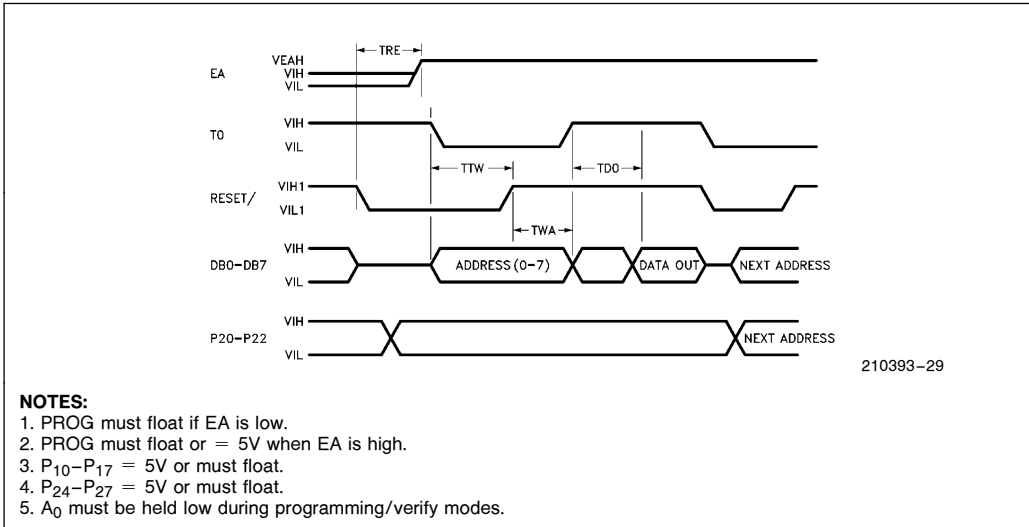 TRE
VEAH
EA
VIH
VIL
T0
VIH
VIL
TTW
TDO
RESET/
VIH1
VIL1
TWA
DB0–DB7
VIH
VIL
ADDRESS (0–7)
DATA OUT
NEXT ADDRESS
P20–P22
VIH
VIL
NEXT ADDRESS
210393–29
NOTES:
1. PROG must float if EA is low.
2. PROG must float or = 5V when EA is high.
3. P10–P17 = 5V or must float.
4. P24–P27 = 5V or must float.
5. A0 must be held low during programming/verify modes.